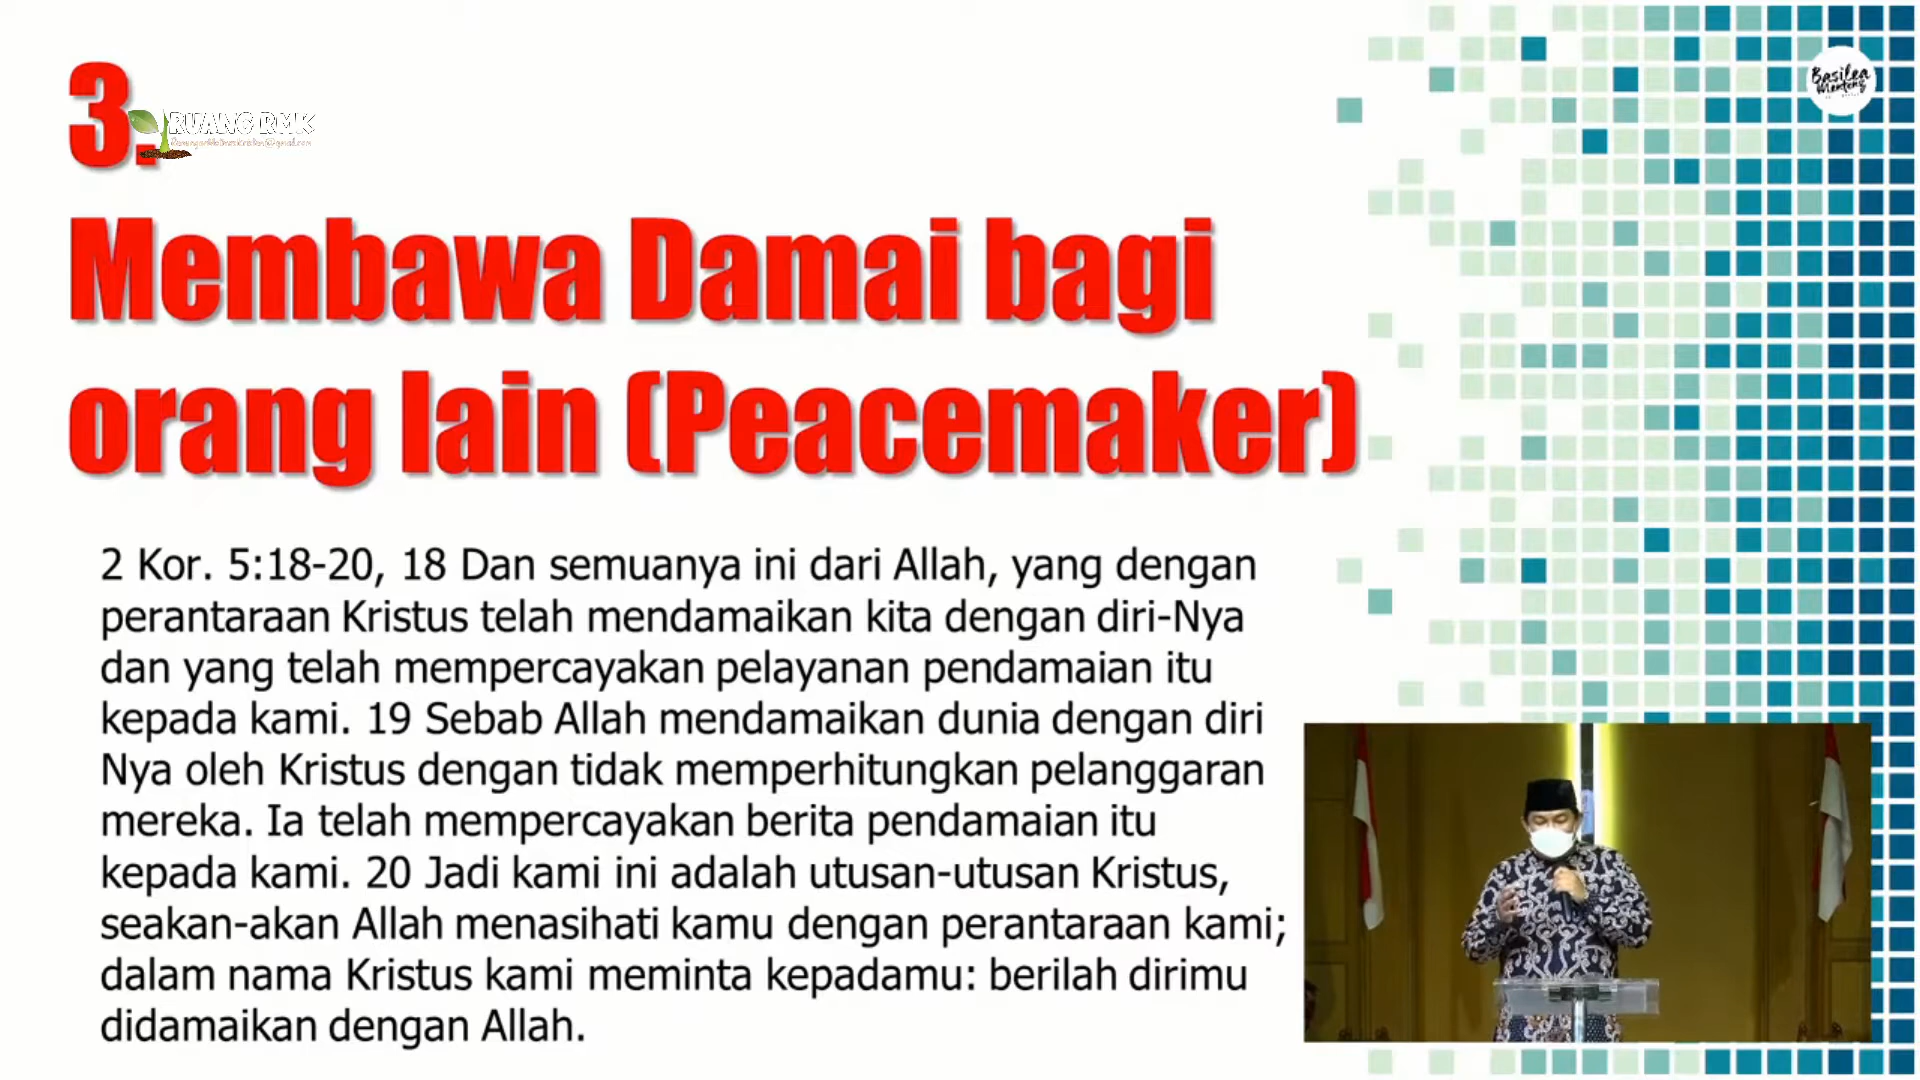 3.
RUANG RMK
Basilea
Menteng
Membawa Damai bagi
orang lain (Peacemaker)
2 Kor. 5:18-20, 18 Dan semuanya ini dari Allah, yang dengan
perantaraan Kristus telah mendamaikan kita dengan diri-Nya
dan yang telah mempercayakan pelayanan pendamaian itu
kepada kami. 19 Sebab Allah mendamaikan dunia dengan diri
Nya oleh Kristus dengan tidak memperhitungkan pelanggaran
mereka. Ia telah mempercayakan berita pendamaian itu
kepada kami. 20 Jadi kami ini adalah utusan-utusan Kristus,
seakan-akan Allah menasihati kamu dengan perantaraan kami;
dalam nama Kristus kami meminta kepadamu: berilah dirimu
didamaikan dengan Allah.